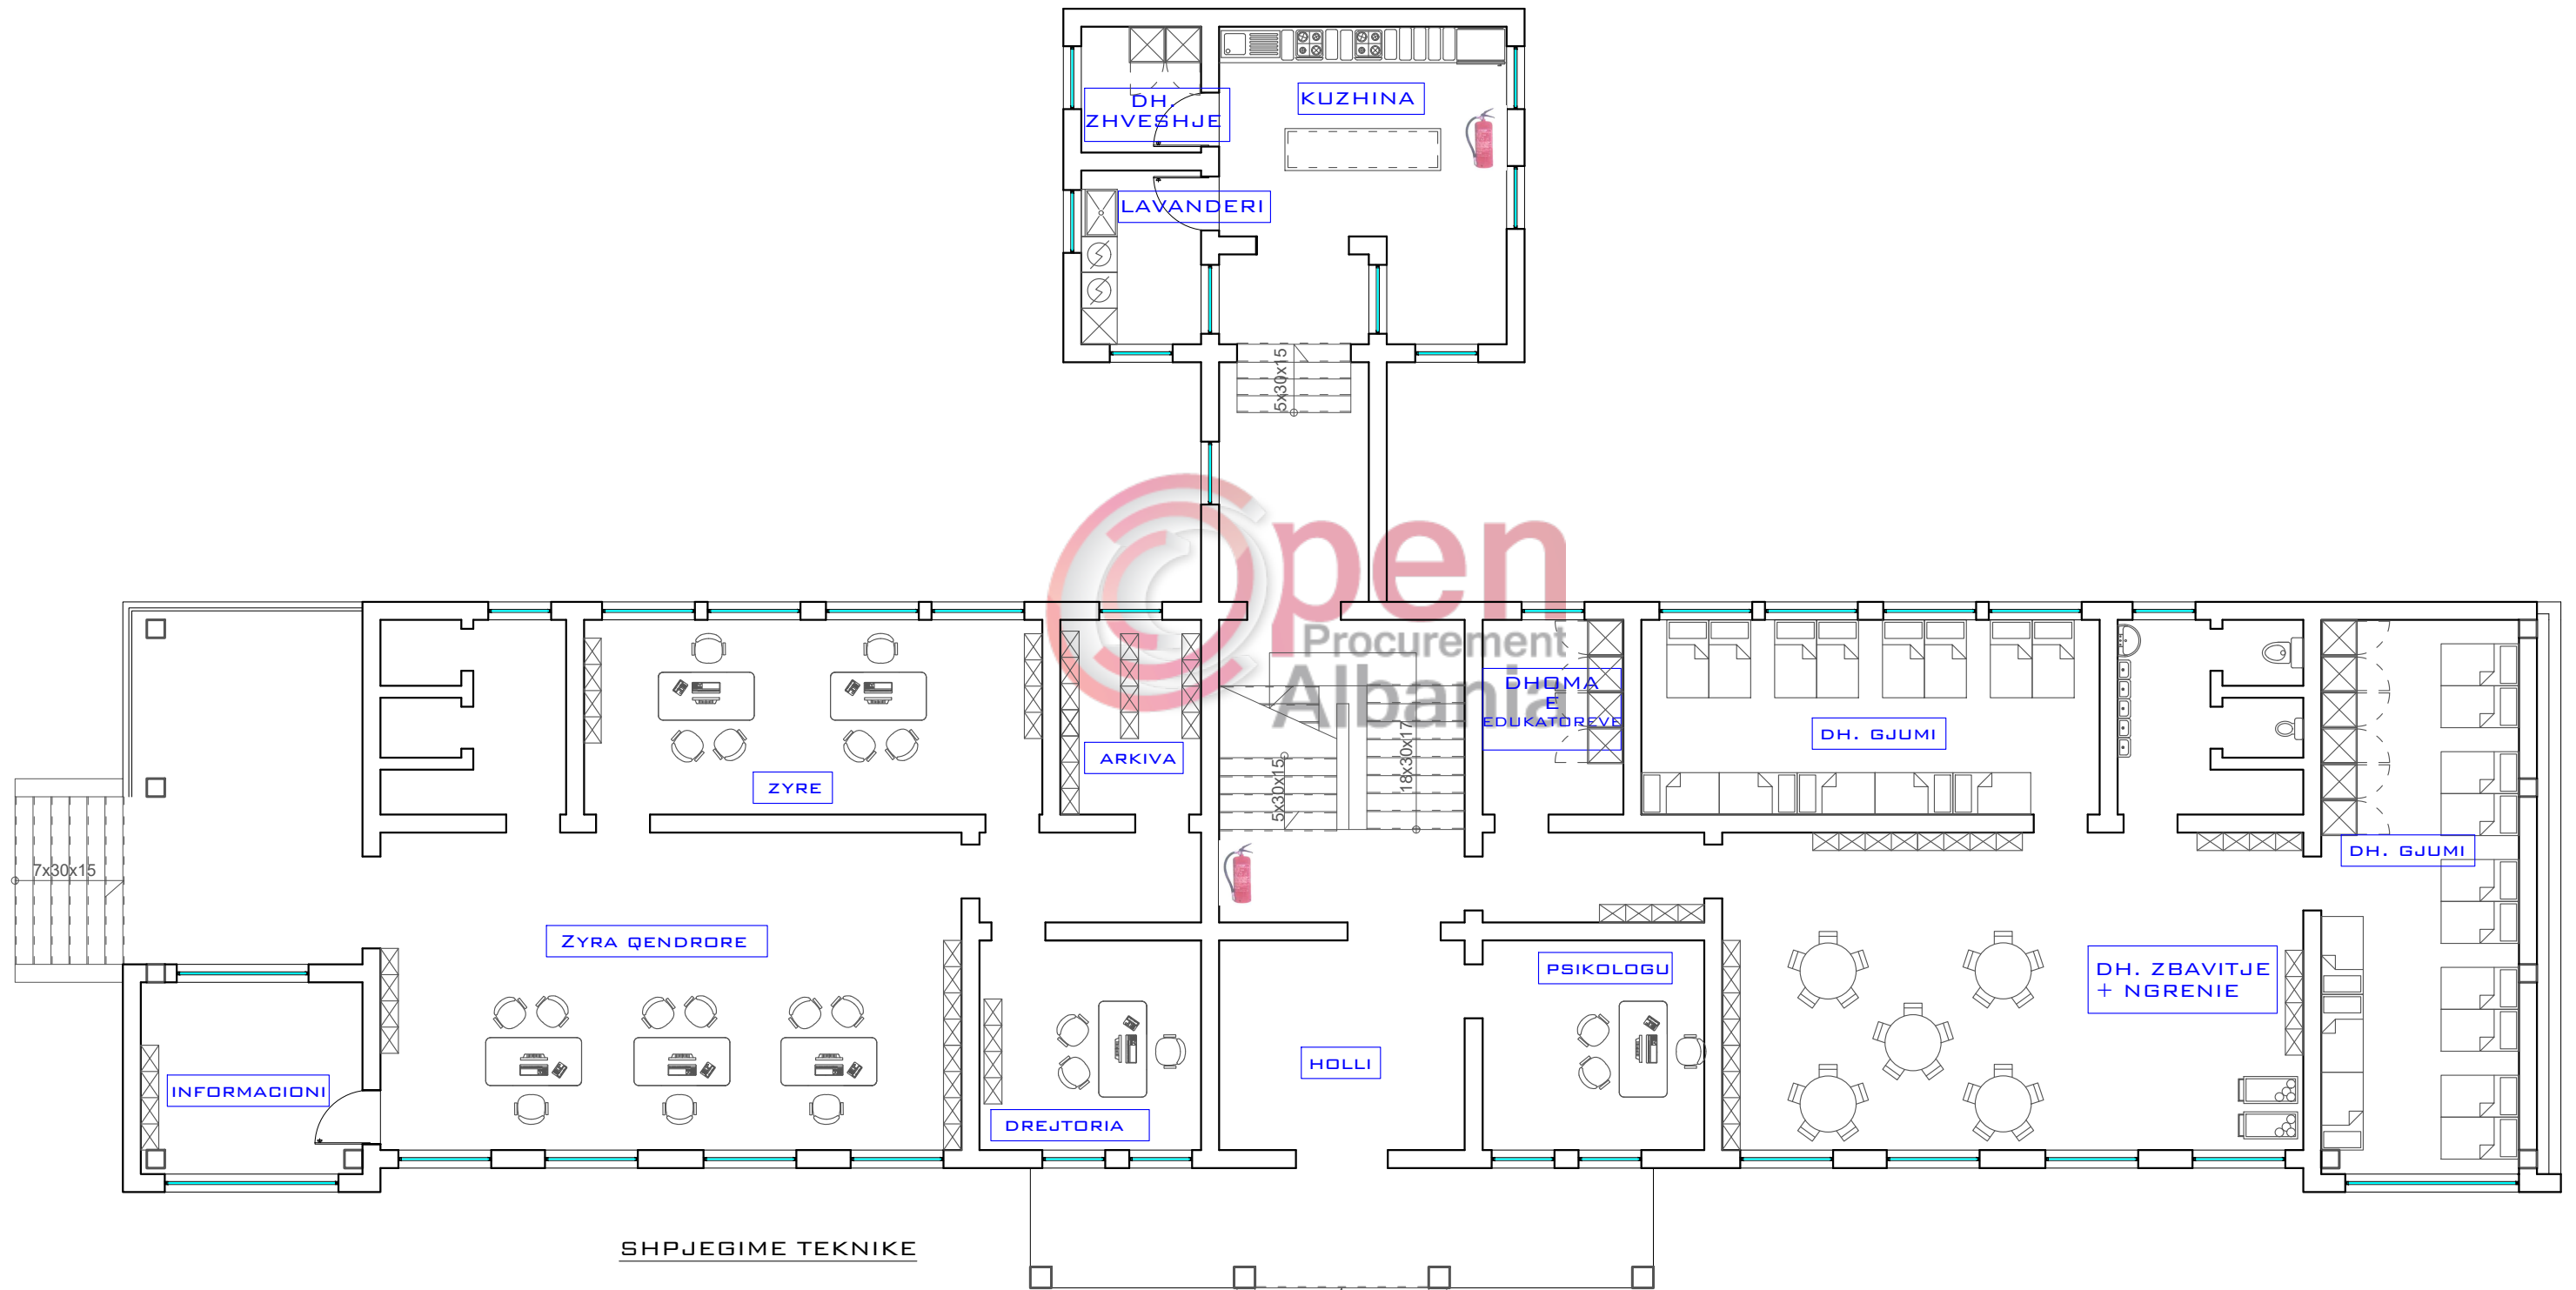 DH.
ZHVESHJE
KUZHINA
LAVANDERI
5x30x15
Open
Procurement
Albania
DHOMA
E
EDUKATOREVE
DH. GJUMI
ARKIVA
ZYRE
5x30x15
18x30x17
7x30x15
DH. GJUMI
ZYRA QENDRORE
PSIKOLOGU
DH. ZBAVITJE
+ NGRENIE
INFORMACIONI
HOLLI
DREJTORIA
SHPJEGIME TEKNIKE